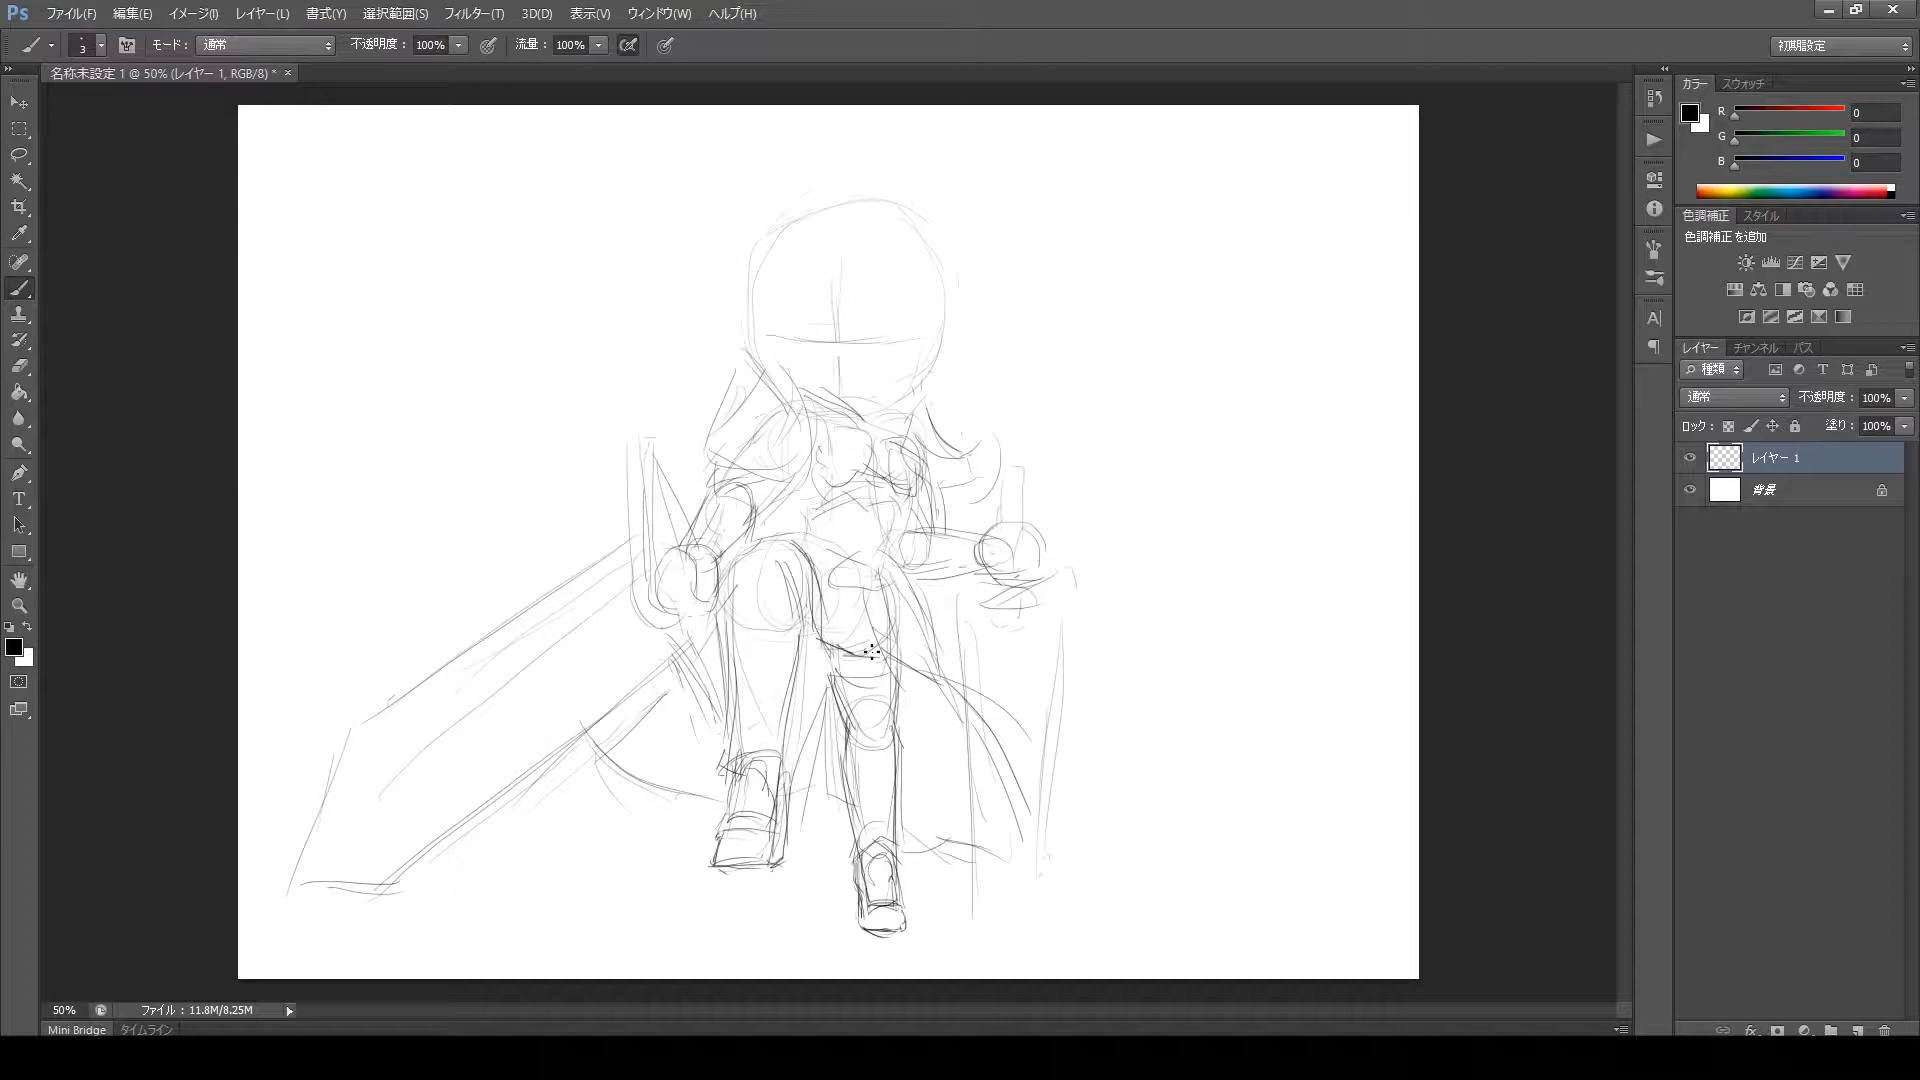 Ps ファイル(F) 編集(E) イメージ(I) レイヤー(L) 書式(Y) 選択範囲(S) フィルター(T) 3D(D) 表示(V) ウィンドウ(W) ヘルプ(H)
3 モード： 通常 不透明度： 100% 流量： 100% 初期設定
名称未設定 1 @ 50% (レイヤー 1, RGB/8) * ×
カラー スウォッチ
R 0
G 0
B 0
色調補正 スタイル
色調補正を追加
レイヤー チャンネル パス
種類
通常 不透明度： 100%
ロック： 塗り： 100%
レイヤー 1
背景
50% ファイル：11.8M/8.25M
Mini Bridge タイムライン